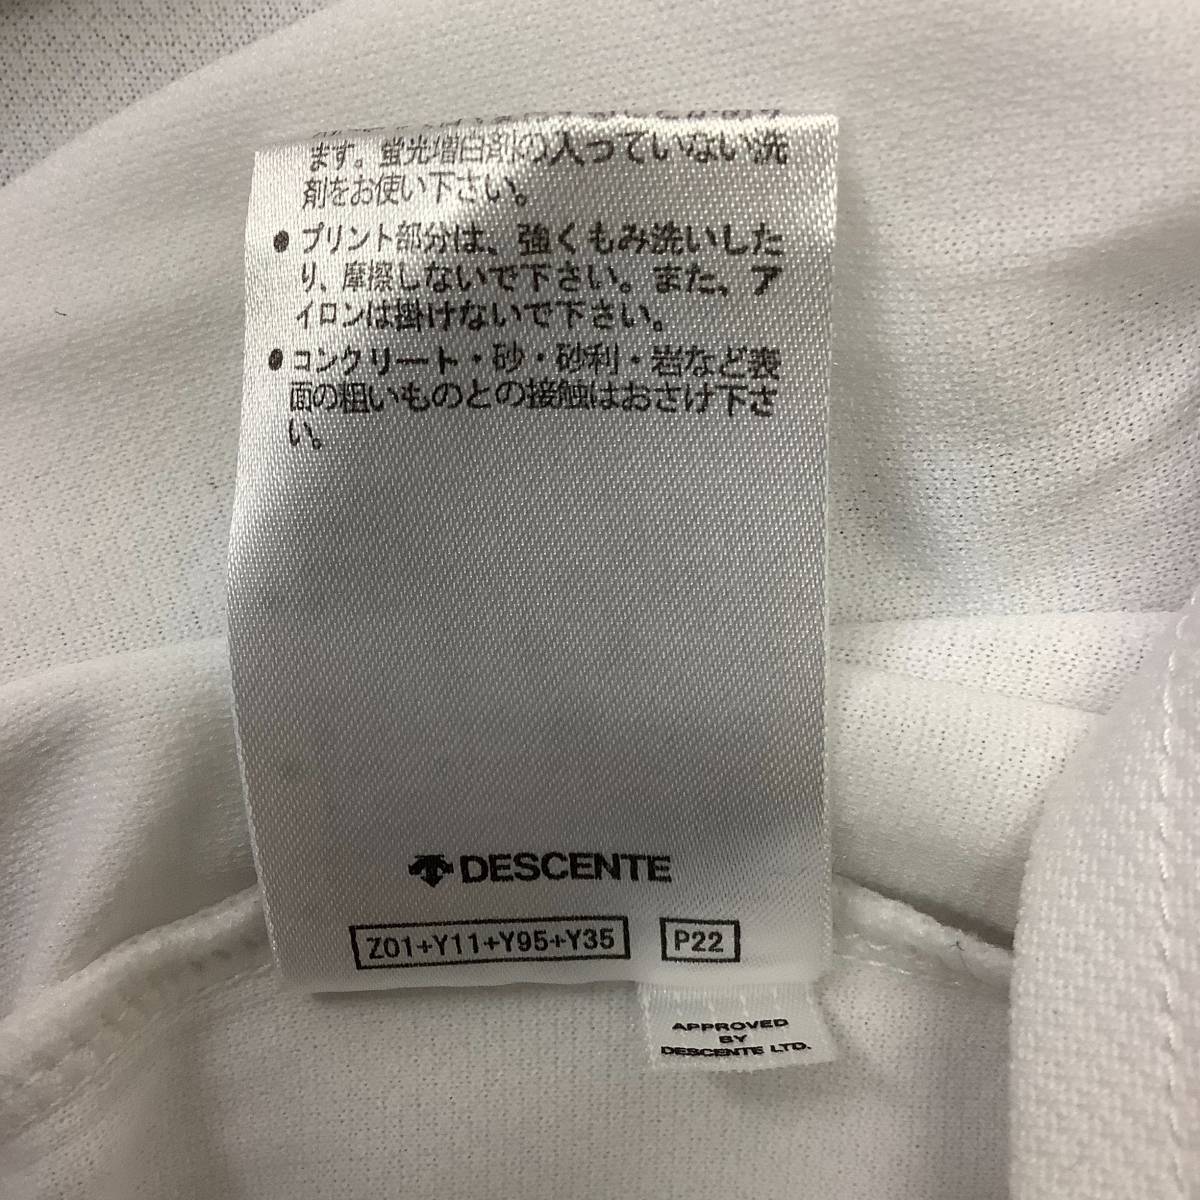 ます。蛍光増白剤の入っていない洗
剤をお使い下さい。
●プリント部分は、強くもみ洗いした
り、摩擦しないで下さい。また、ア
イロンは掛けないで下さい。
●コンクリート・砂・砂利・岩など表
面の粗いものとの接触はおさけ下さ
い。
DESCENTE
Z01+Y11+Y95+Y35
P22
APPROVED
BY
DESCENTE LTD.